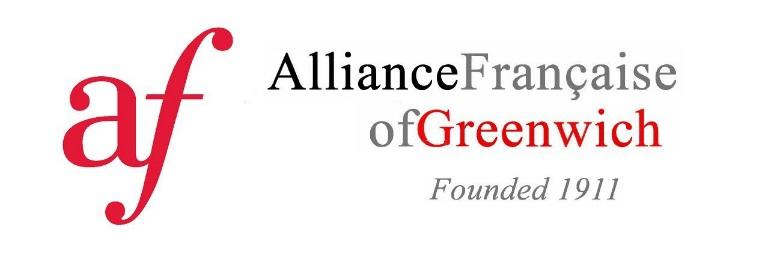 af
AllianceFrançaise
ofGreenwich
Founded 1911